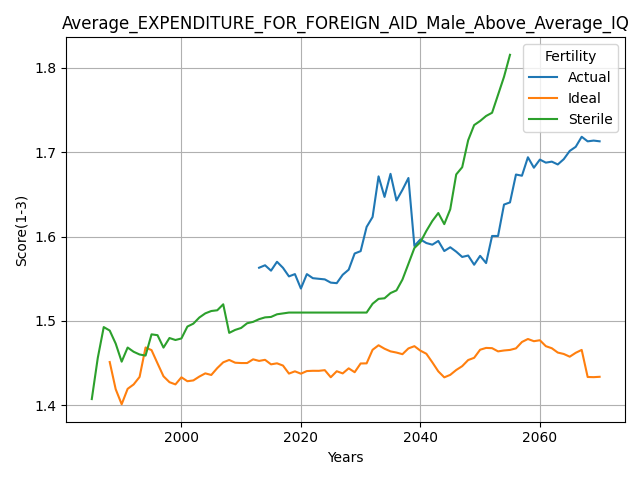 Average_EXPENDITURE_FOR_FOREIGN_AID_Male_Above_Average_IQ
Fertility
Actual
Ideal
Sterile
Score(1-3)
1.8
1.7
1.6
1.5
1.4
2000 2020 2040 2060
Years